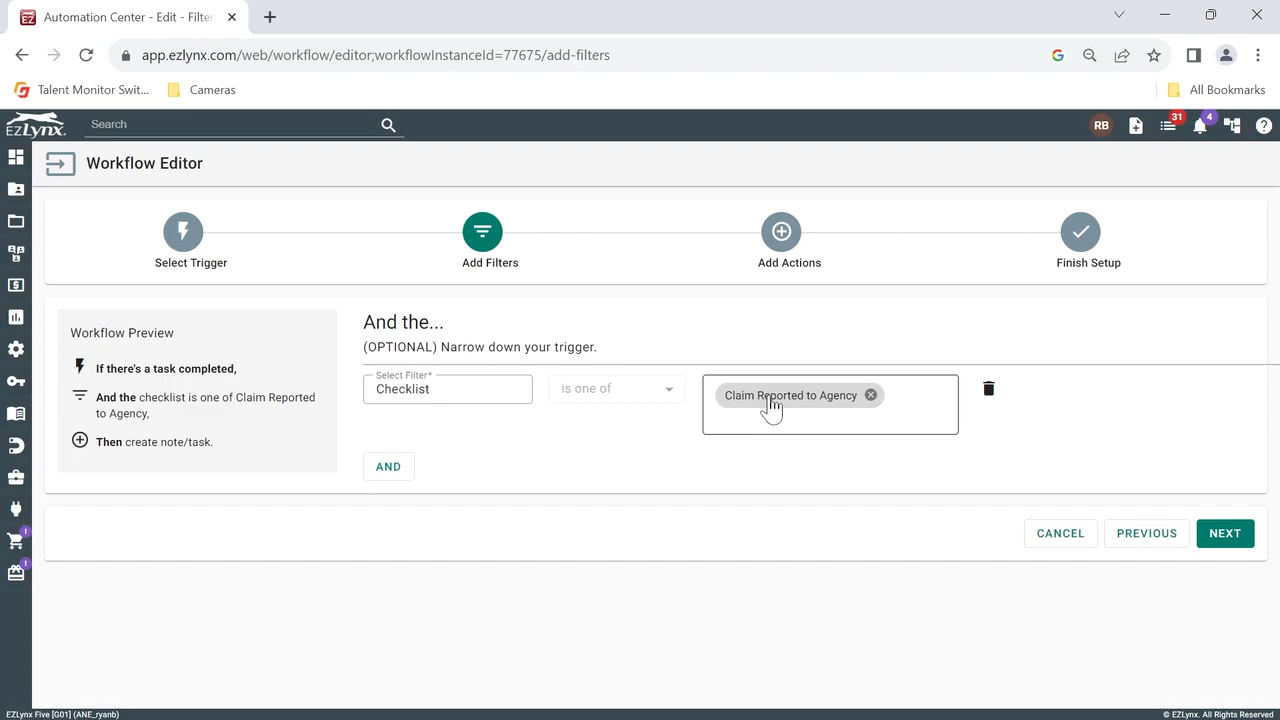 EZ Automation Center - Edit - Filter
app.ezlynx.com/web/workflow/editor;workflowInstanceId=77675/add-filters
Talent Monitor Swit... Cameras All Bookmarks
EZLynx. Search RB 31 4
Workflow Editor
Select Trigger Add Filters Add Actions Finish Setup
Workflow Preview
If there's a task completed,
And the checklist is one of Claim Reported
to Agency,
Then create note/task.
And the...
(OPTIONAL) Narrow down your trigger.
Select Filter*
Checklist is one of Claim Reported to Agency
AND
CANCEL PREVIOUS NEXT
EZLynx Five [G01] (ANE_ryanb) © EZLynx. All Rights Reserved